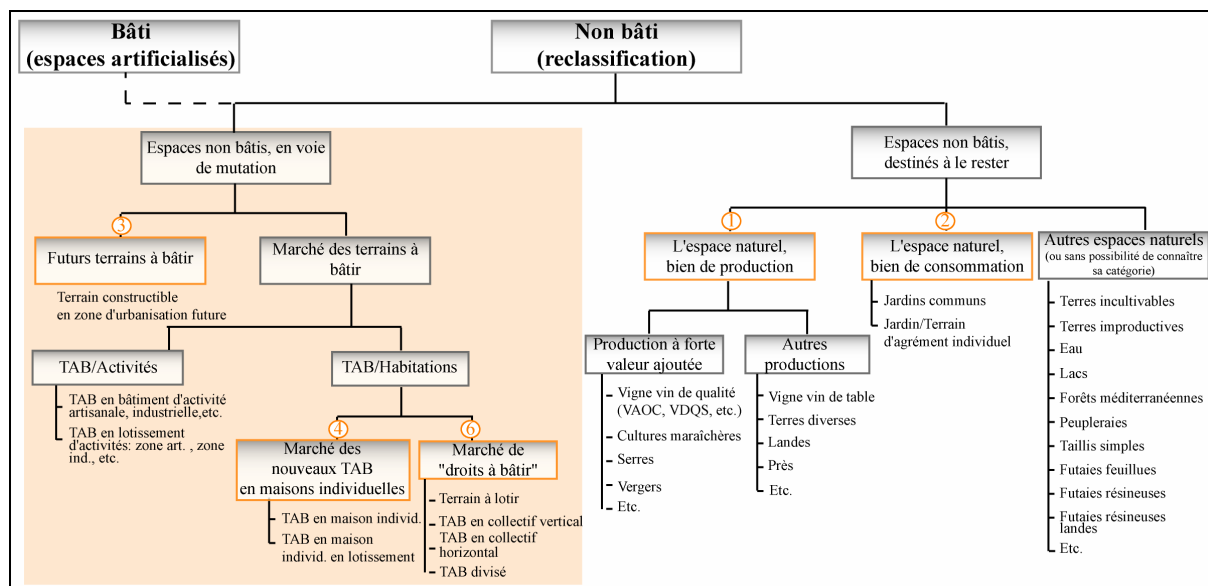 Bâti
(espaces artificialisés)
Non bâti
(reclassification)
Espaces non bâtis, en voie
de mutation
Espaces non bâtis,
destinés à le rester
3
Futurs terrains à bâtir
Terrain constructible
en zone d'urbanisation future
Marché des terrains à
bâtir
TAB/Activités
TAB en bâtiment d'activité
artisanale, industrielle,etc.
TAB en lotissement
d'activités: zone art. , zone
ind., etc.
TAB/Habitations
4
Marché des
nouveaux TAB
en maisons individuelles
TAB en maison individ.
TAB en maison
individ. en lotissement
6
Marché de
"droits à bâtir"
Terrain à lotir
TAB en collectif vertical
TAB en collectif
horizontal
TAB divisé
1
L'espace naturel,
bien de production
Production à forte
valeur ajoutée
Vigne vin de qualité
(VAOC, VDQS, etc.)
Cultures maraîchères
Serres
Vergers
Etc.
Autres
productions
Vigne vin de table
Terres diverses
Landes
Près
Etc.
2
L'espace naturel,
bien de consommation
Jardins communs
Jardin/Terrain
d'agrément individuel
Autres espaces naturels
(ou sans possibilité de connaître
sa catégorie)
Terres incultivables
Terres improductives
Eau
Lacs
Forêts méditerranéennes
Peupleraies
Taillis simples
Futaies feuillues
Futaies résineuses
Futaies résineuses
landes
Etc.